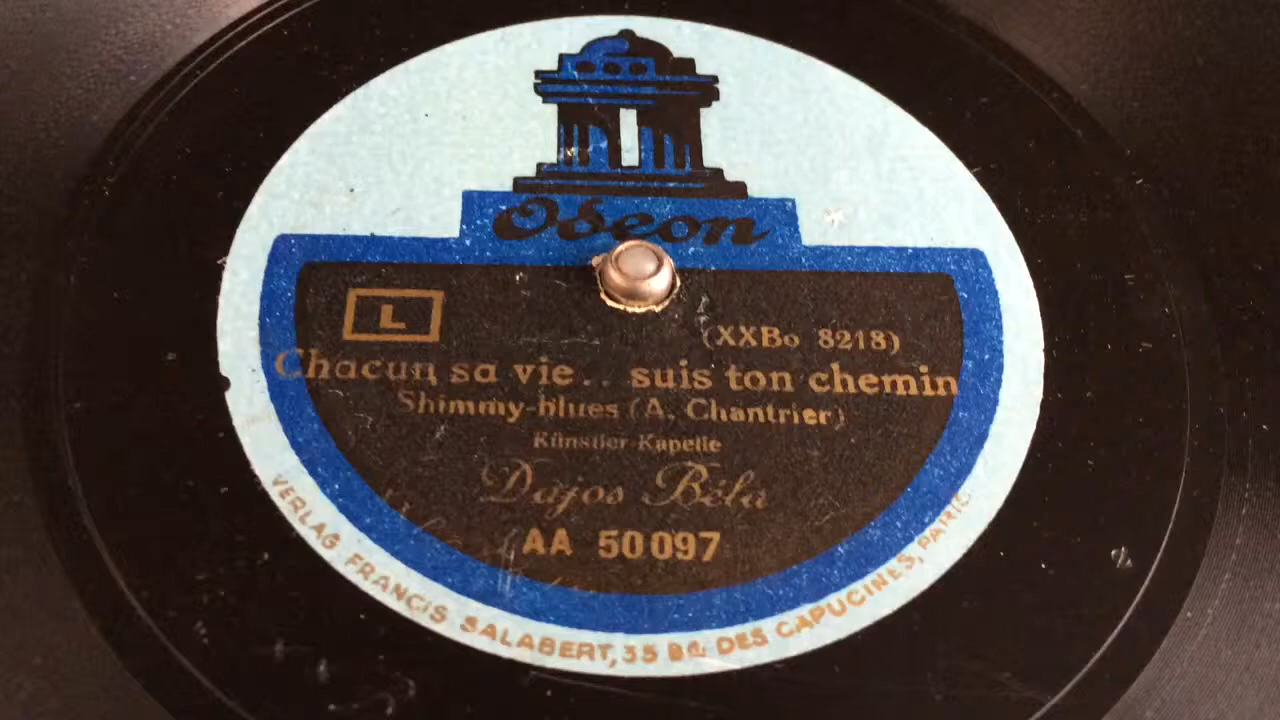 Odeon
L
(XXBo 8218)
Chacun sa vie.. suis ton chemin
Shimmy-blues (A. Chantrier)
Künstler-Kapelle
Dajos Béla
AA 50097
VERLAG FRANCIS SALABERT, 35 Bd. DES CAPUCINES, PARIS